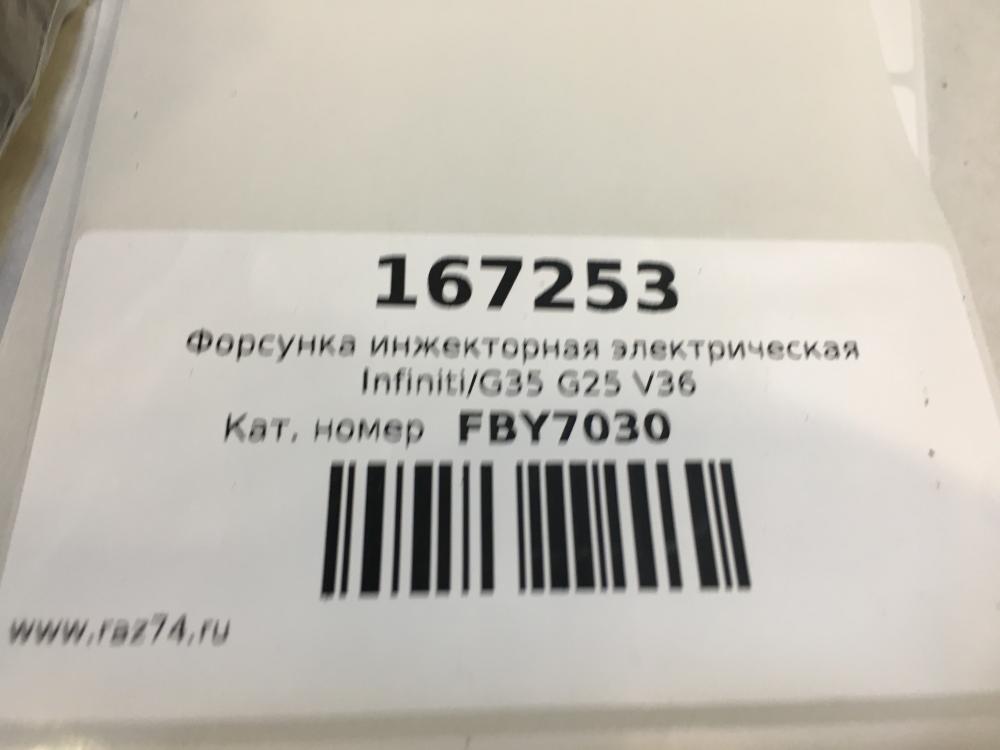 167253
Форсунка инжекторная электрическая
Infiniti/G35 G25 V36
Кат. номер FBY7030
www.raz74.ru